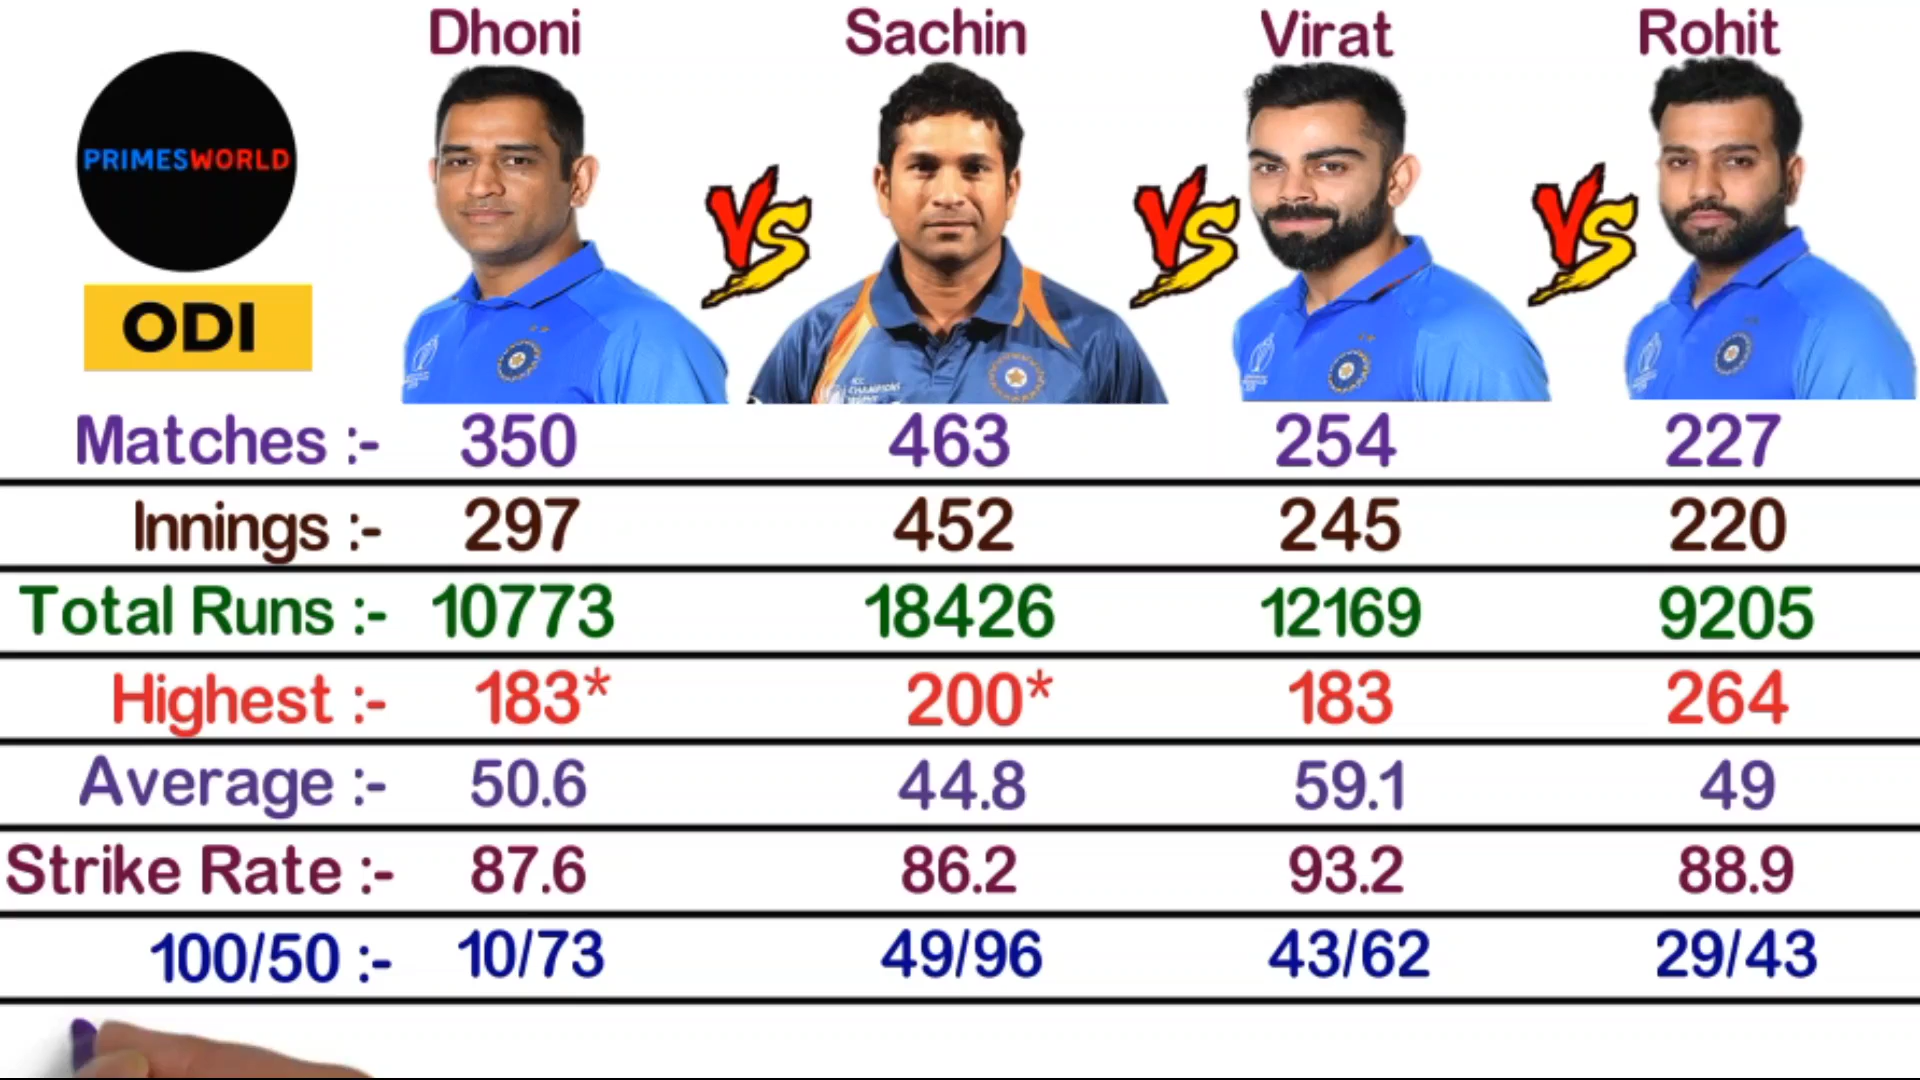 Dhoni Sachin Virat Rohit
PRIMESWORLD
VS VS VS
ODI
Matches :- 350 463 254 227
Innings :- 297 452 245 220
Total Runs :- 10773 18426 12169 9205
Highest :- 183* 200* 183 264
Average :- 50.6 44.8 59.1 49
Strike Rate :- 87.6 86.2 93.2 88.9
100/50 :- 10/73 49/96 43/62 29/43